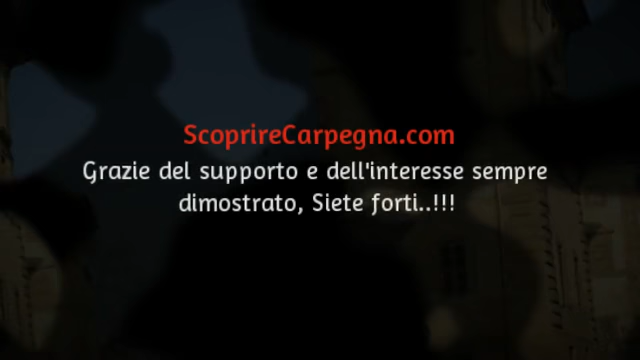 ScoprireCarpegna.com
Grazie del supporto e dell'interesse sempre
dimostrato, Siete forti..!!!